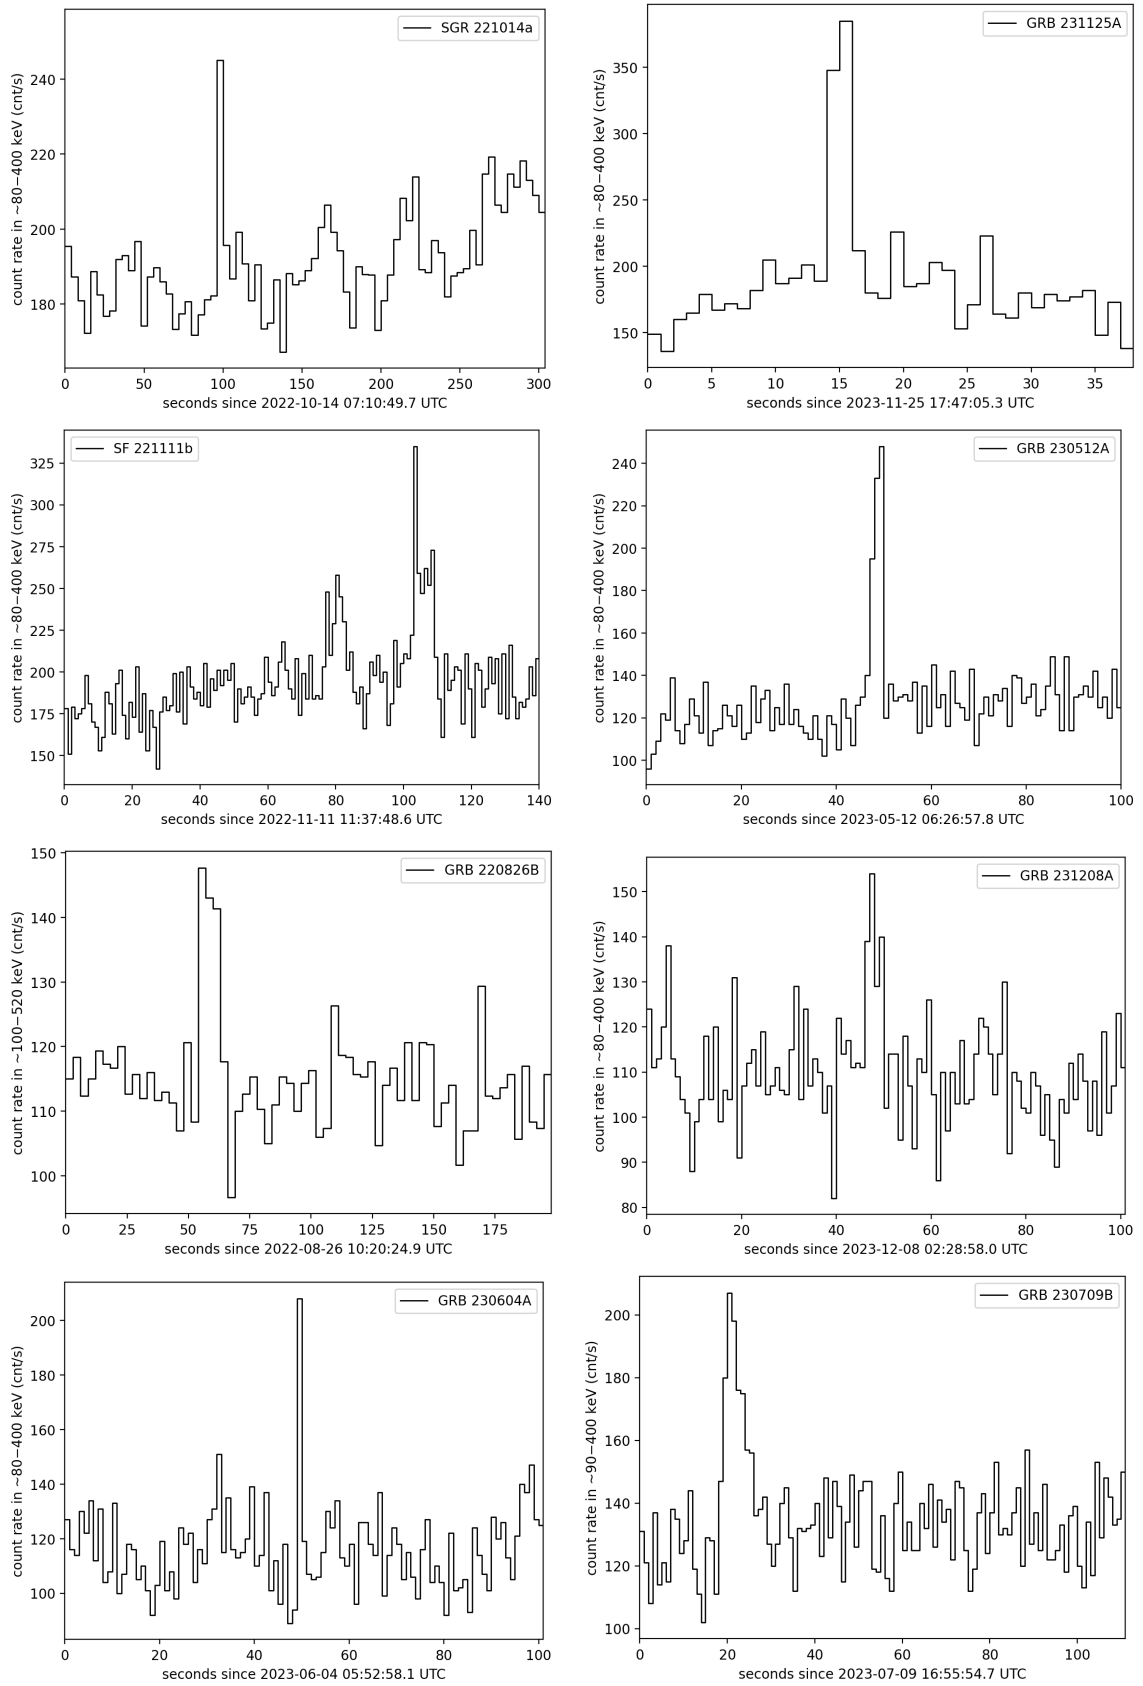 SGR 221014a
240
220
200
180
count rate in ~80−400 keV (cnt/s)
0 50 100 150 200 250 300
seconds since 2022-10-14 07:10:49.7 UTC
GRB 231125A
350
300
250
200
150
count rate in ~80−400 keV (cnt/s)
0 5 10 15 20 25 30 35
seconds since 2023-11-25 17:47:05.3 UTC
SF 221111b
325
300
275
250
225
200
175
150
count rate in ~80−400 keV (cnt/s)
0 20 40 60 80 100 120 140
seconds since 2022-11-11 11:37:48.6 UTC
GRB 230512A
240
220
200
180
160
140
120
100
count rate in ~80−400 keV (cnt/s)
0 20 40 60 80 100
seconds since 2023-05-12 06:26:57.8 UTC
GRB 220826B
150
140
130
120
110
100
count rate in ~100−520 keV (cnt/s)
0 25 50 75 100 125 150 175
seconds since 2022-08-26 10:20:24.9 UTC
GRB 231208A
150
140
130
120
110
100
90
80
count rate in ~80−400 keV (cnt/s)
0 20 40 60 80 100
seconds since 2023-12-08 02:28:58.0 UTC
GRB 230604A
200
180
160
140
120
100
count rate in ~80−400 keV (cnt/s)
0 20 40 60 80 100
seconds since 2023-06-04 05:52:58.1 UTC
GRB 230709B
200
180
160
140
120
100
count rate in ~90−400 keV (cnt/s)
0 20 40 60 80 100
seconds since 2023-07-09 16:55:54.7 UTC